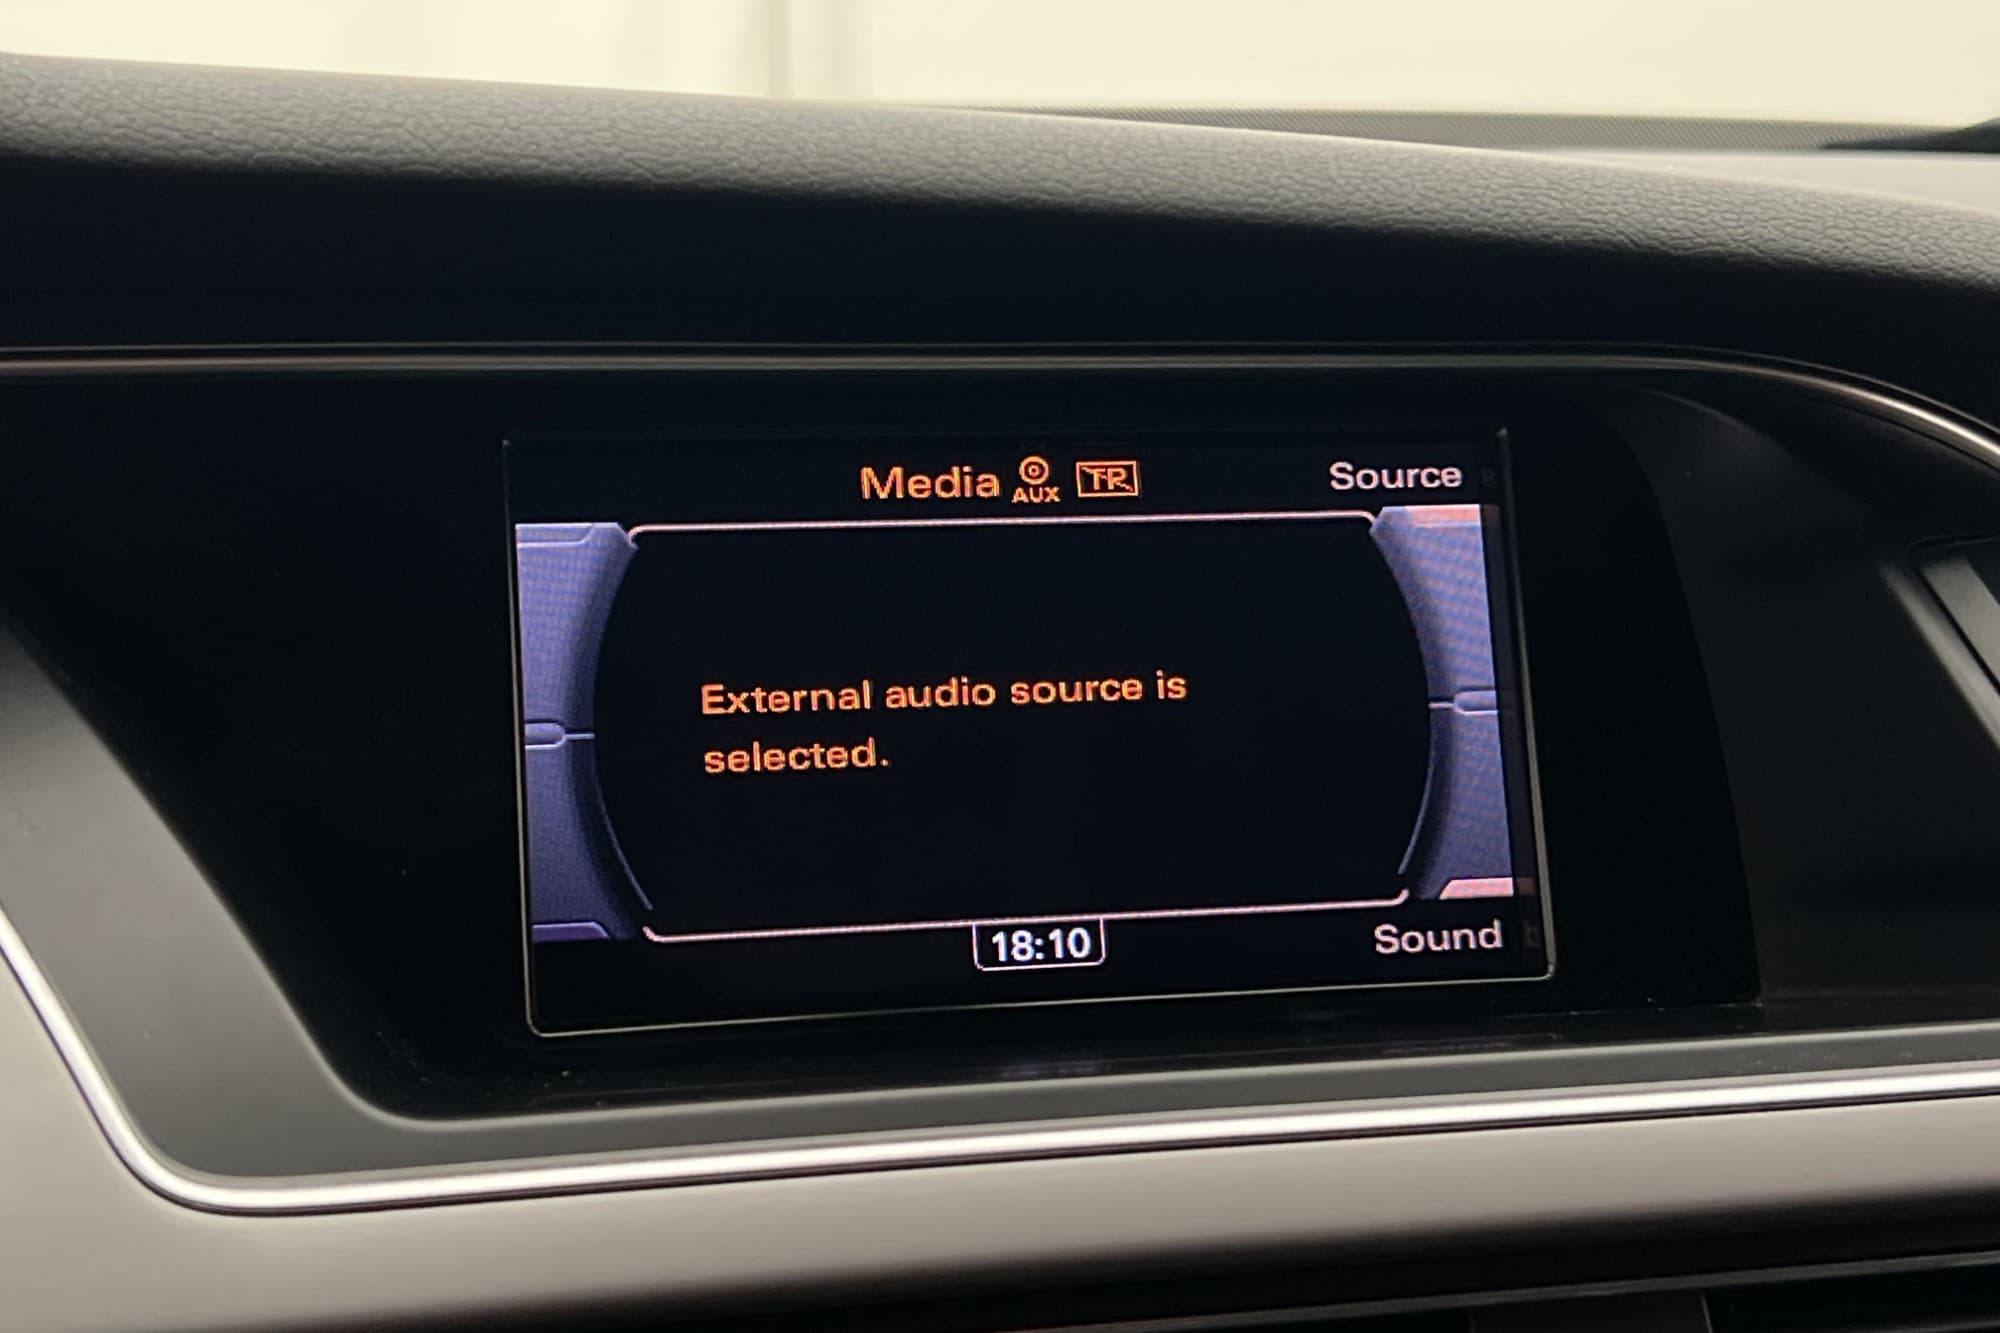 Media AUX TR Source
External audio source is
selected.
18:10 Sound